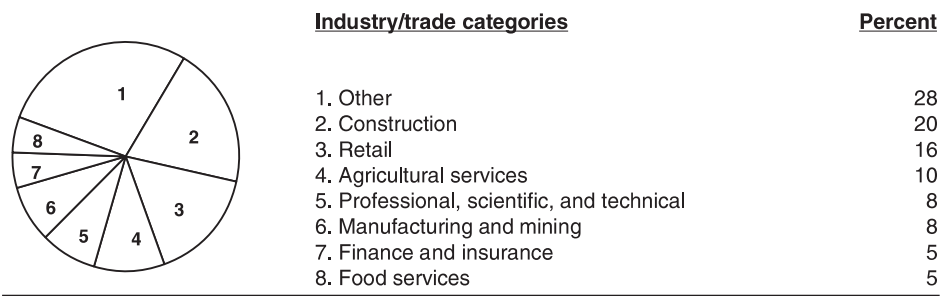 Industry/trade categories Percent
1. Other 28
2. Construction 20
3. Retail 16
4. Agricultural services 10
5. Professional, scientific, and technical 8
6. Manufacturing and mining 8
7. Finance and insurance 5
8. Food services 5
1
2
3
4
5
6
7
8